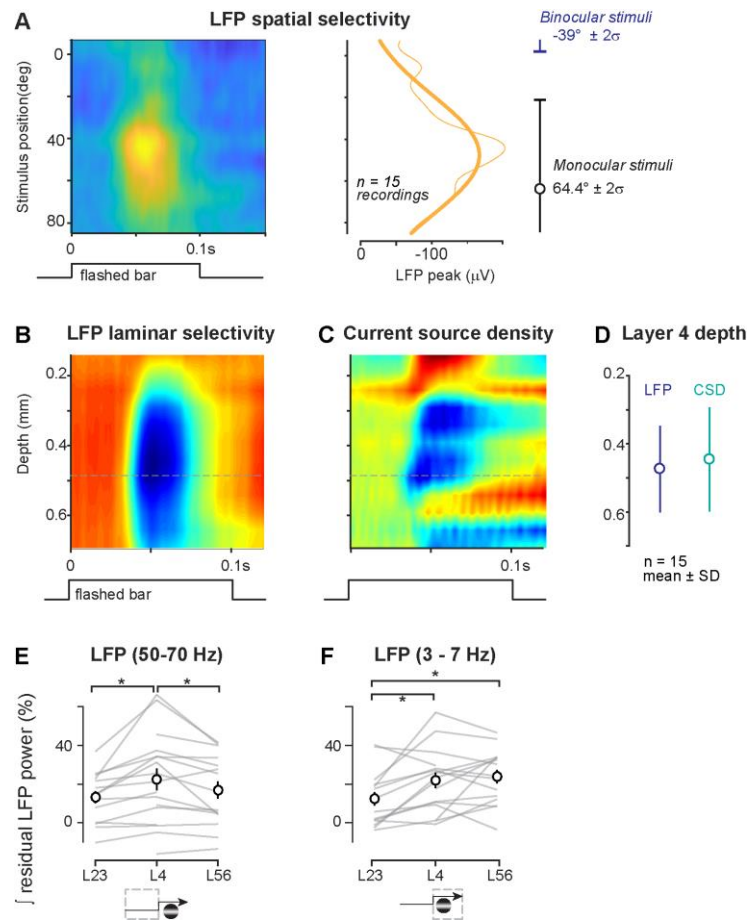 A
LFP spatial selectivity
Stimulus position(deg)
0
40
80
0
0.1s
flashed bar
n = 15
recordings
0
-100
LFP peak (µV)
Binocular stimuli
-39° ± 2σ
Monocular stimuli
64.4° ± 2σ
B
LFP laminar selectivity
Depth (mm)
0.2
0.4
0.6
0
0.1s
flashed bar
C
Current source density
0.1s
D
Layer 4 depth
0.2
0.4
0.6
LFP
CSD
n = 15
mean ± SD
E
LFP (50-70 Hz)
∫ residual LFP power (%)
*
*
40
0
L23
L4
L56
F
LFP (3 - 7 Hz)
*
*
40
0
L23
L4
L56